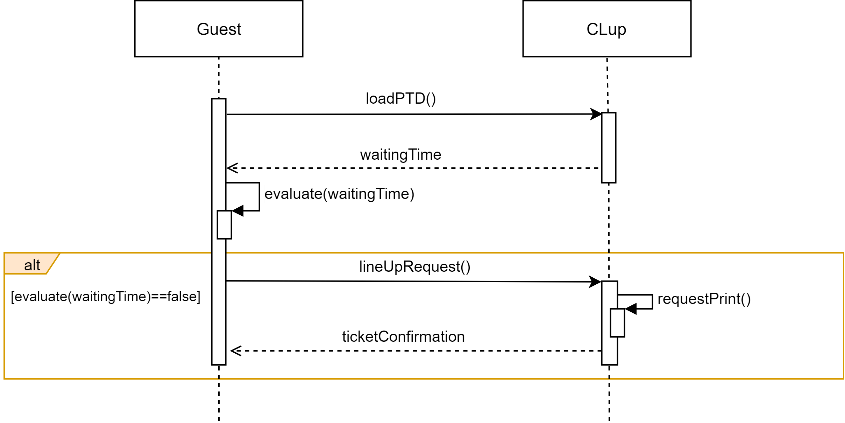 Guest
CLup
loadPTD()
waitingTime
evaluate(waitingTime)
alt
lineUpRequest()
[evaluate(waitingTime)==false]
requestPrint()
ticketConfirmation